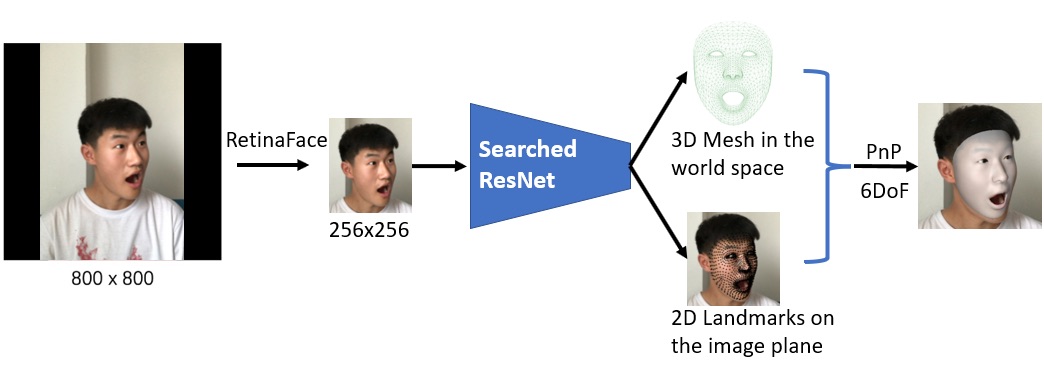 800 x 800
RetinaFace
256x256
Searched
ResNet
3D Mesh in the
world space
2D Landmarks on
the image plane
PnP
6DoF